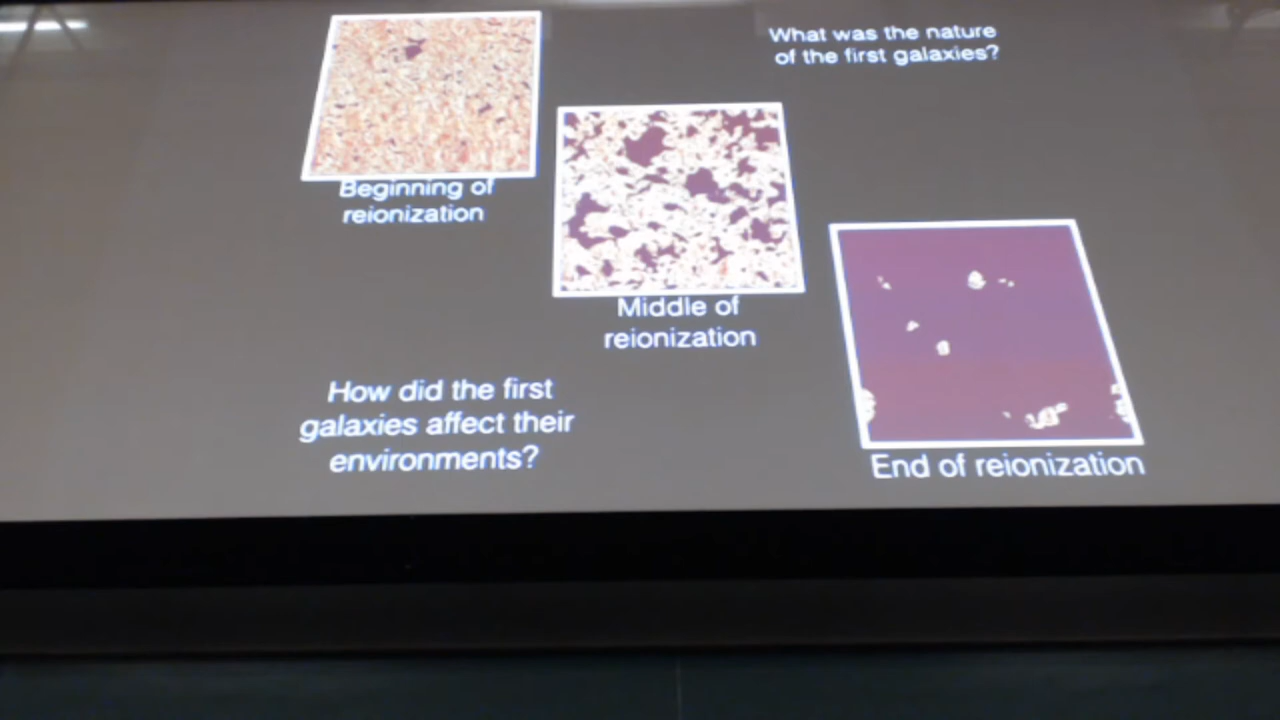 What was the nature
of the first galaxies?
Beginning of
reionization
Middle of
reionization
How did the first
galaxies affect their
environments?
End of reionization